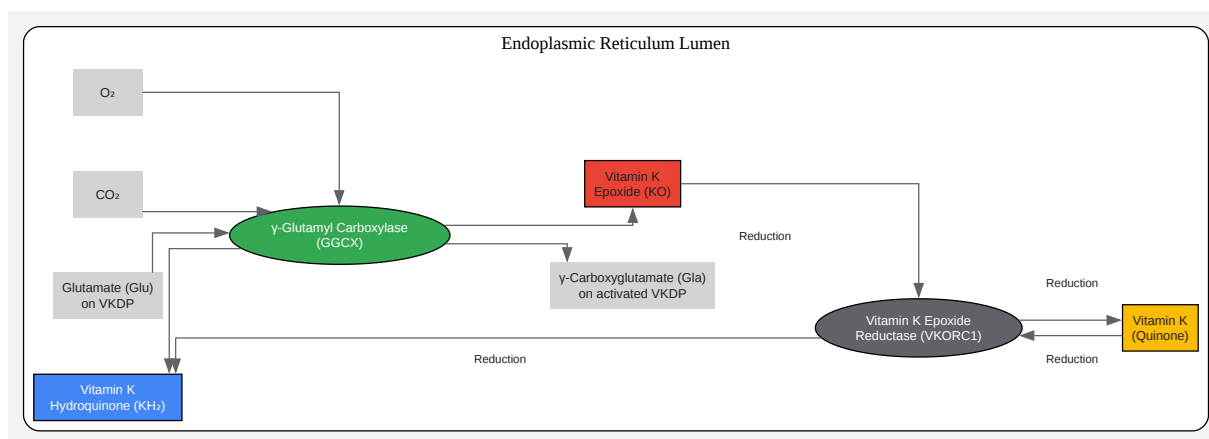 Endoplasmic Reticulum Lumen
O₂
CO₂
Vitamin K
Epoxide (KO)
γ-Glutamyl Carboxylase
(GGCX)
Reduction
Glutamate (Glu)
on VKDP
γ-Carboxyglutamate (Gla)
on activated VKDP
Reduction
Vitamin K Epoxide
Reductase (VKORC1)
Vitamin K
(Quinone)
Reduction
Reduction
Vitamin K
Hydroquinone (KH₂)